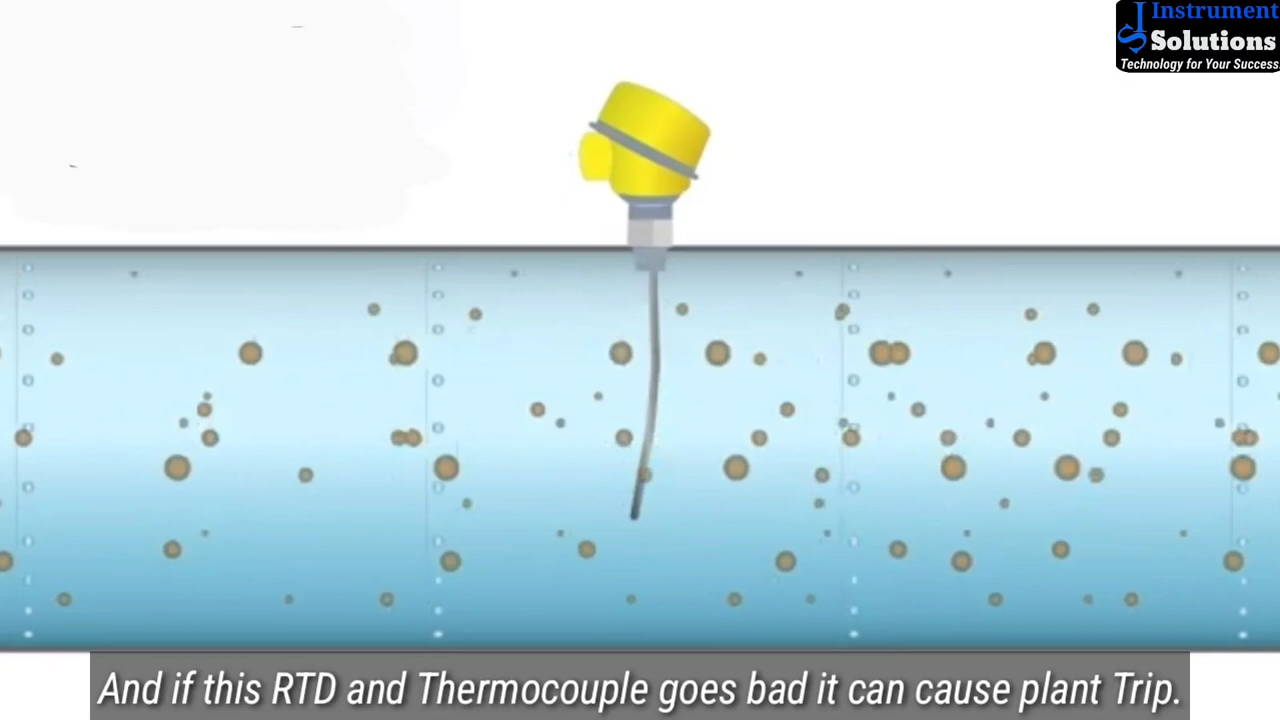 Instrument
Solutions
Technology for Your Success.
And if this RTD and Thermocouple goes bad it can cause plant Trip.